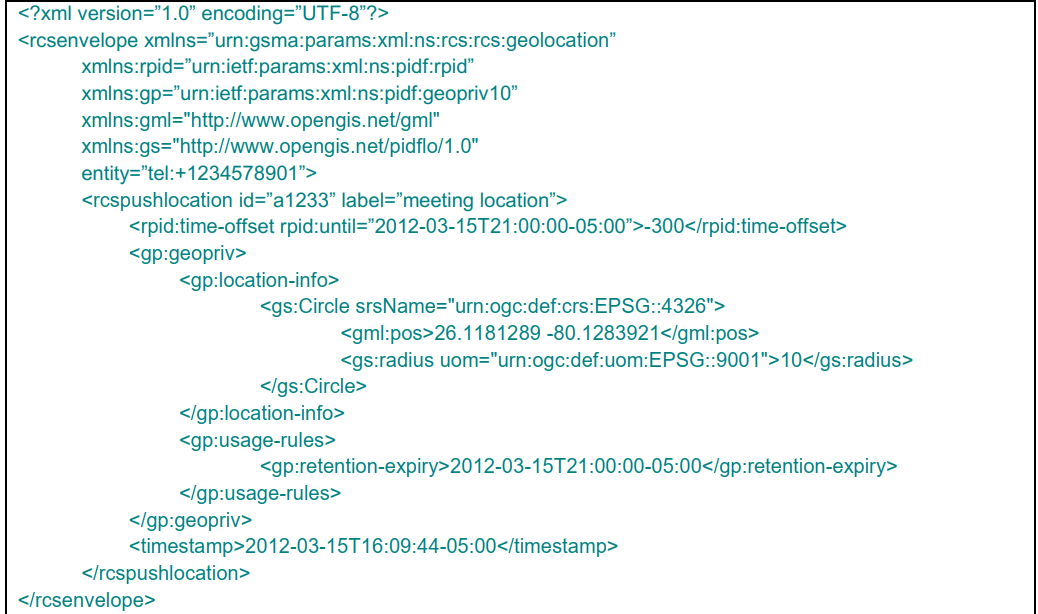 <?xml version=”1.0” encoding=”UTF-8”?>
<rcsenvelope xmlns=”urn:gsma:params:xml:ns:rcs:rcs:geolocation”
xmlns:rpid=”urn:ietf:params:xml:ns:pidf:rpid”
xmlns:gp=”urn:ietf:params:xml:ns:pidf:geopriv10”
xmlns:gml="http://www.opengis.net/gml"
xmlns:gs="http://www.opengis.net/pidflo/1.0"
entity=”tel:+1234578901”>
<rcspushlocation id=”a1233” label=”meeting location”>
<rpid:time-offset rpid:until=”2012-03-15T21:00:00-05:00”>-300</rpid:time-offset>
<gp:geopriv>
<gp:location-info>
<gs:Circle srsName="urn:ogc:def:crs:EPSG::4326">
<gml:pos>26.1181289 -80.1283921</gml:pos>
<gs:radius uom="urn:ogc:def:uom:EPSG::9001">10</gs:radius>
</gs:Circle>
</gp:location-info>
<gp:usage-rules>
<gp:retention-expiry>2012-03-15T21:00:00-05:00</gp:retention-expiry>
</gp:usage-rules>
</gp:geopriv>
<timestamp>2012-03-15T16:09:44-05:00</timestamp>
</rcspushlocation>
</rcsenvelope>